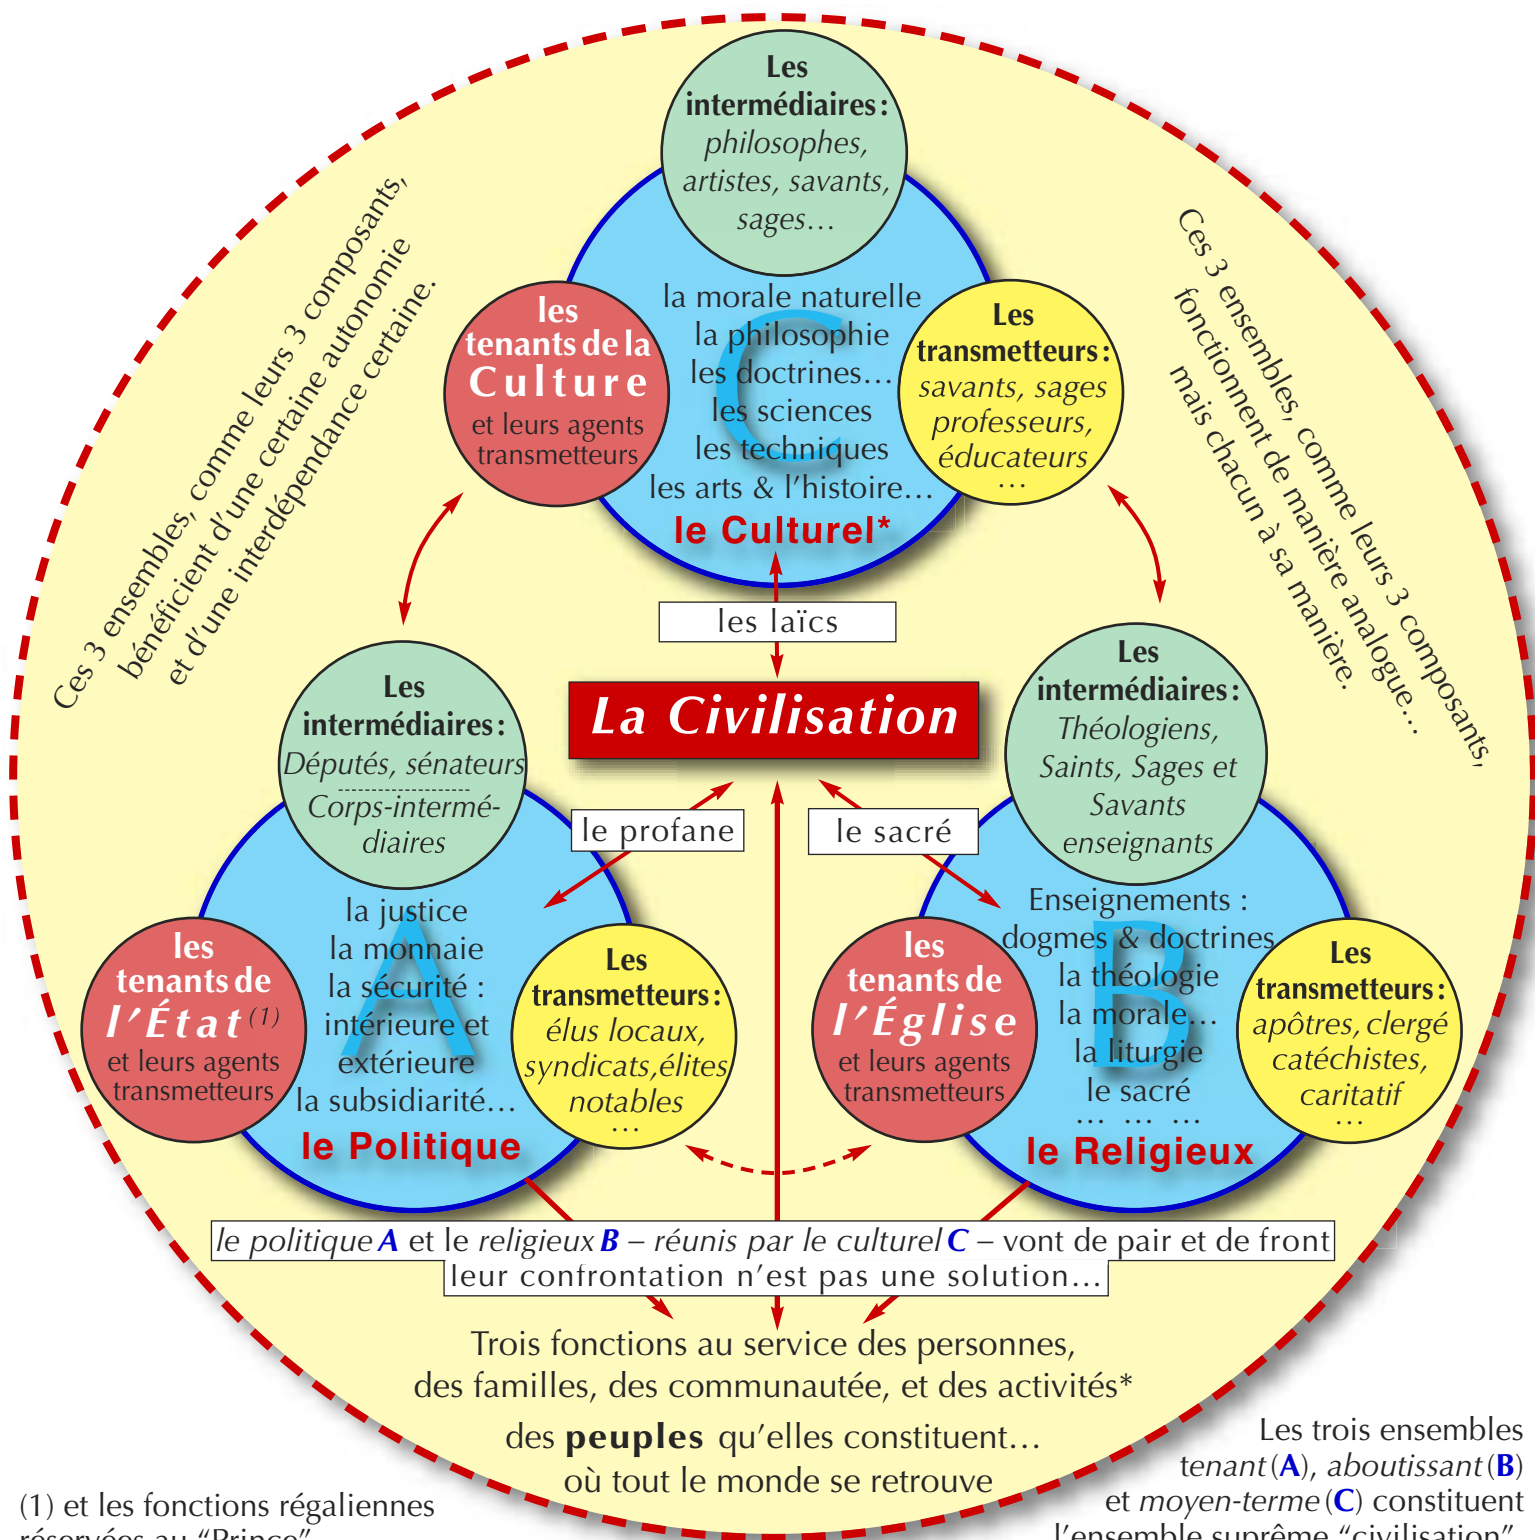 Les
intermédiaires :
philosophes,
artistes, savants,
sages…
les
tenants de la
Culture
et leurs agents
transmetteurs
la morale naturelle
la philosophie
les doctrines…
les sciences
les techniques
les arts & l'histoire…
le Culturel*
C
Les
transmetteurs :
savants, sages
professeurs,
éducateurs
…
Ces 3 ensembles, comme leurs 3 composants,
bénéficient d'une certaine autonomie
et d'une interdépendance certaine.
Ces 3 ensembles, comme leurs 3 composants,
fonctionnent de manière analogue…
mais chacun à sa manière.
les laïcs
La Civilisation
le profane
le sacré
Les
intermédiaires :
Députés, sénateurs
Corps-intermé-
diaires
les
tenants de
l'État (1)
et leurs agents
transmetteurs
la justice
la monnaie
la sécurité :
intérieure et
extérieure
la subsidiarité…
le Politique
A
Les
transmetteurs :
élus locaux,
syndicats, élites
notables
…
Les
intermédiaires :
Théologiens,
Saints, Sages et
Savants
enseignants
les
tenants de
l'Église
et leurs agents
transmetteurs
Enseignements :
dogmes & doctrines
la théologie
la morale…
la liturgie
le sacré
… … …
le Religieux
B
Les
transmetteurs :
apôtres, clergé
catéchistes,
caritatif
…
le politique A et le religieux B – réunis par le culturel C – vont de pair et de front
leur confrontation n'est pas une solution…
Trois fonctions au service des personnes,
des familles, des communautée, et des activités*
des peuples qu'elles constituent…
où tout le monde se retrouve
(1) et les fonctions régaliennes
réservées au “Prince”
Les trois ensembles
tenant (A), aboutissant (B)
et moyen-terme (C) constituent
l'ensemble suprême “civilisation”